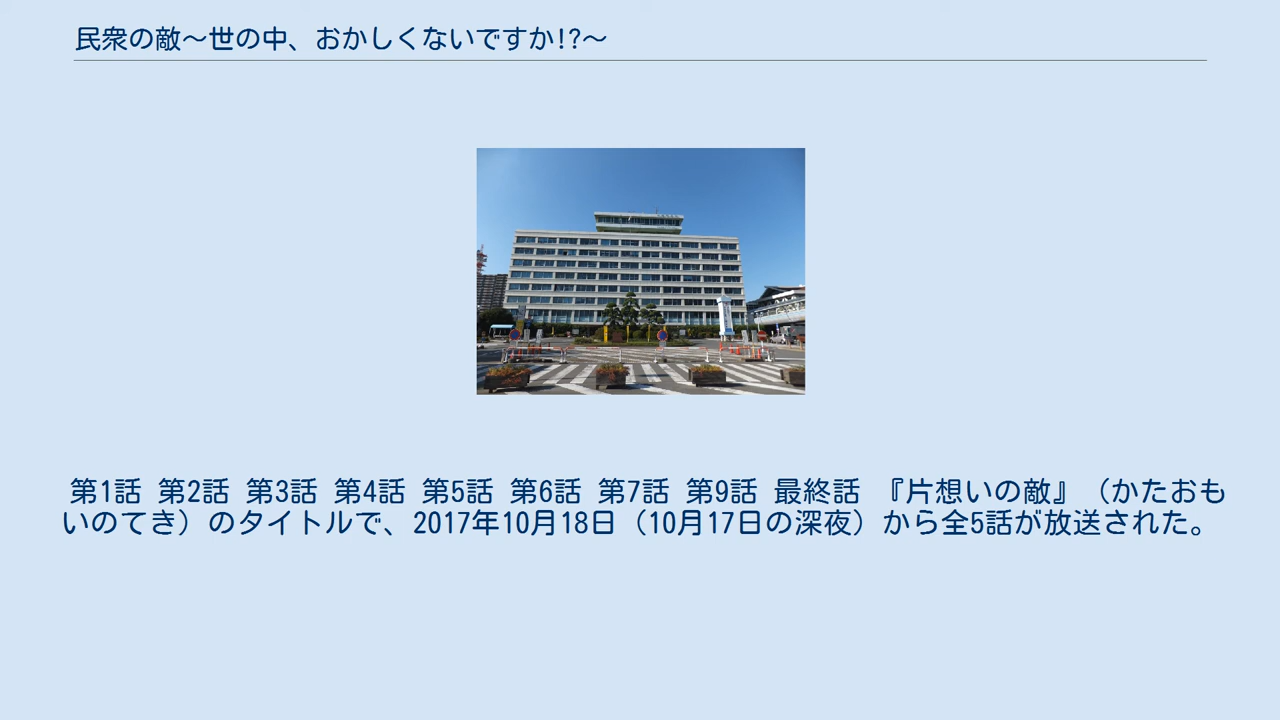 民衆の敵〜世の中、おかしくないですか!?〜
第1話 第2話 第3話 第4話 第5話 第6話 第7話 第9話 最終話 『片想いの敵』（かたおも
いのてき）のタイトルで、2017年10月18日（10月17日の深夜）から全5話が放送された。